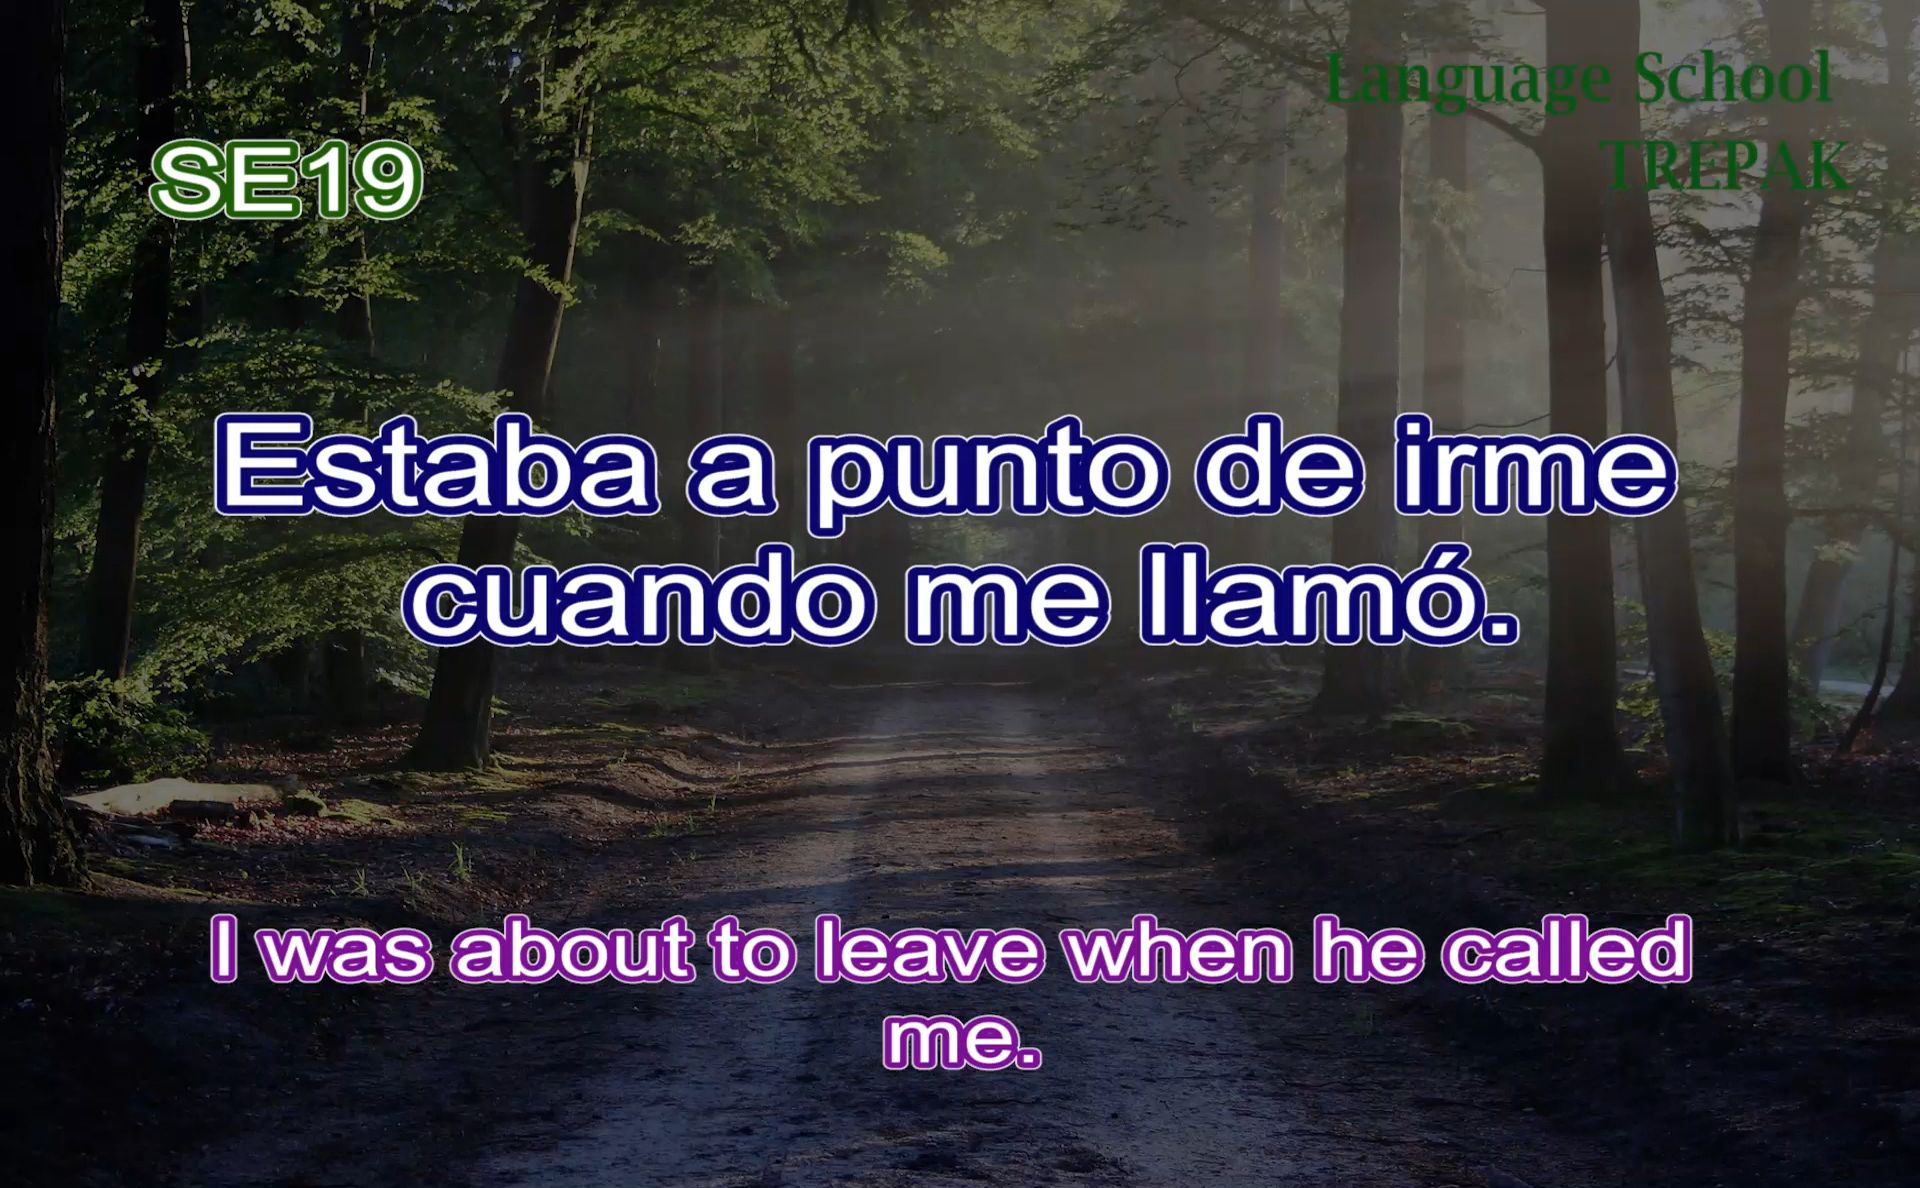 Language School
TREPAK
SE19
Estaba a punto de irme
cuando me llamó.
I was about to leave when he called
me.